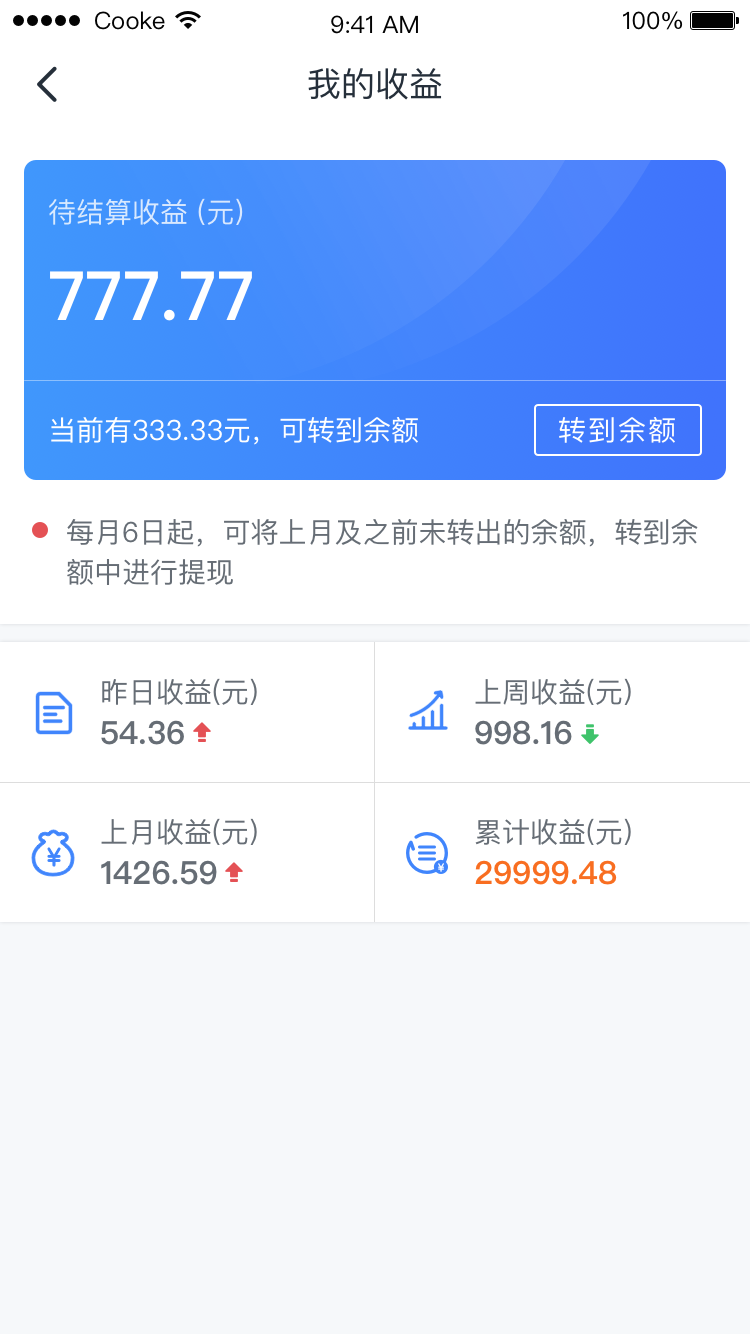 Cooke 9:41 AM 100%
我的收益
待结算收益 (元)
777.77
当前有333.33元，可转到余额 转到余额
每月6日起，可将上月及之前未转出的余额，转到余
额中进行提现
昨日收益(元)
54.36
上周收益(元)
998.16
上月收益(元)
1426.59
累计收益(元)
29999.48